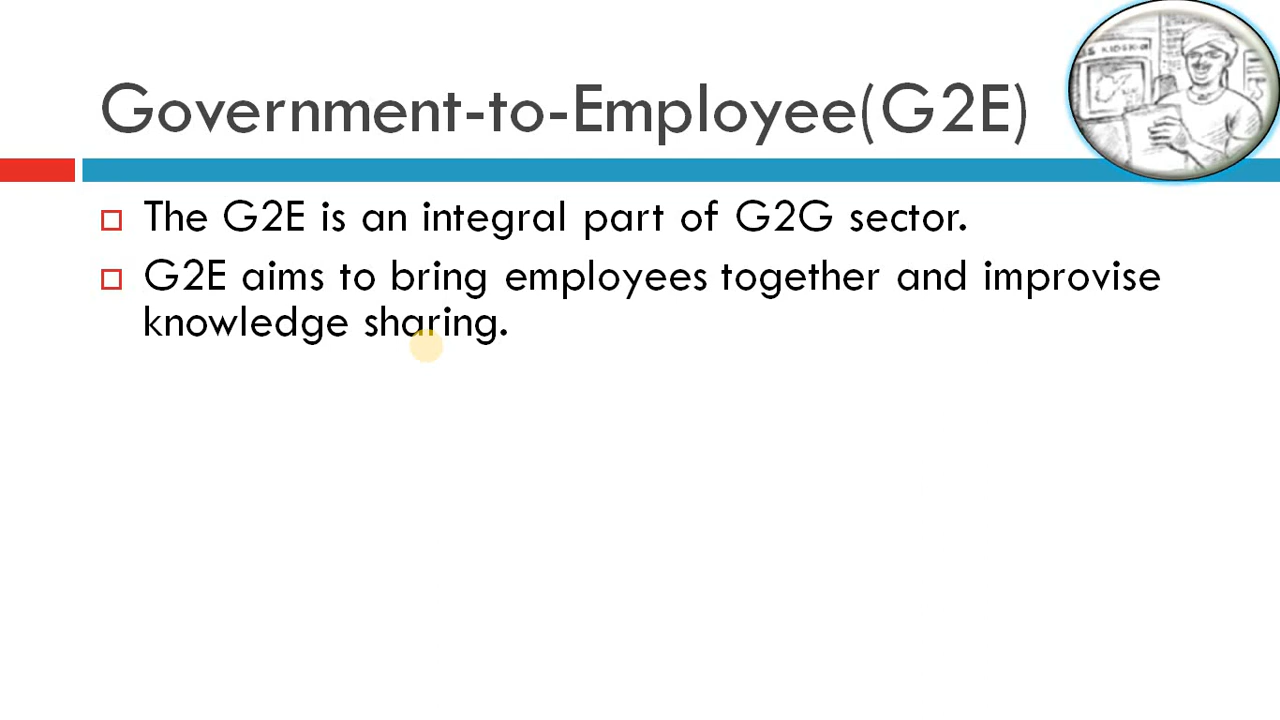 Government-to-Employee(G2E)
The G2E is an integral part of G2G sector.
G2E aims to bring employees together and improvise
knowledge sharing.